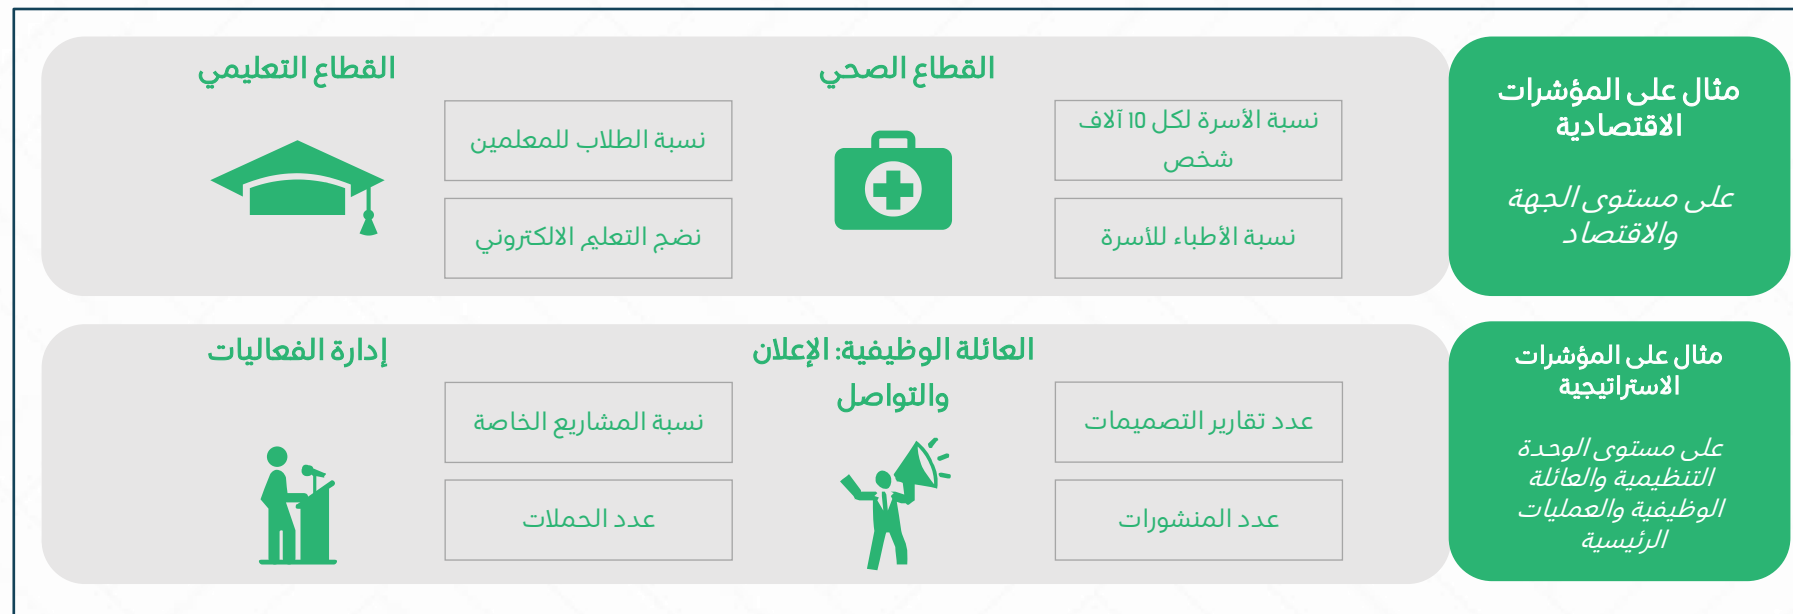 مثال على المؤشرات
الاقتصادية
على مستوى الجهة
والاقتصاد
القطاع الصحي
نسبة الأسرة لكل 10 آلاف
شخص
نسبة الأطباء للأسرة
القطاع التعليمي
نسبة الطلاب للمعلمين
نضج التعليم الالكتروني
مثال على المؤشرات
الاستراتيجية
على مستوى الوحدة
التنظيمية والعائلة
الوظيفية والعمليات
الرئيسية
العائلة الوظيفية: الإعلان
والتواصل
عدد تقارير التصميمات
عدد المنشورات
إدارة الفعاليات
نسبة المشاريع الخاصة
عدد الحملات